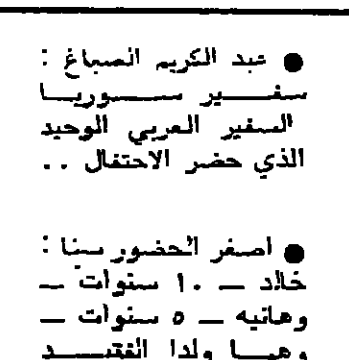 ● عبد الكريم الصباغ :
سفير سوريا
السفير العربي الوحيد
الذي حضر الاحتفال ..
● اصغر الحضور سنا :
خالد — ١٠ سنوات —
وهانيه — ٥ سنوات —
وهما ولدا الفقيد